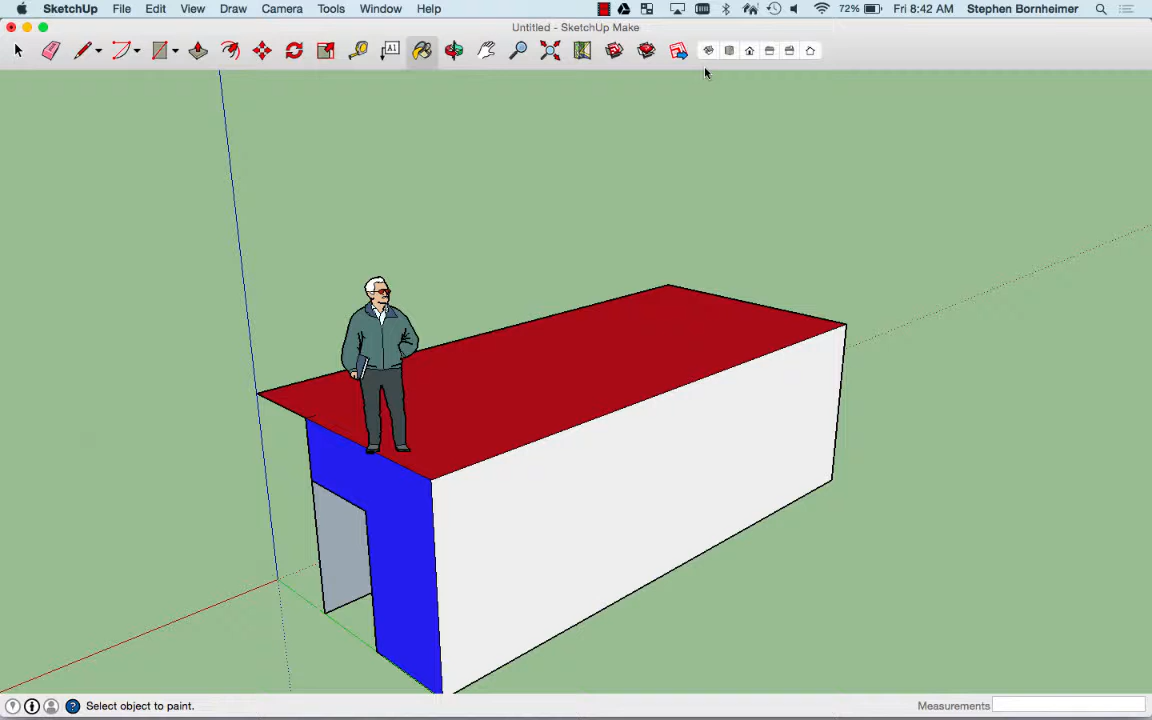 SketchUp File Edit View Draw Camera Tools Window Help 72% Fri 8:42 AM Stephen Bornheimer
Untitled - SketchUp Make
A1
Select object to paint.
Measurements